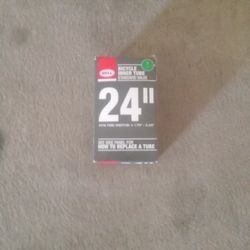 BELL
BICYCLE
INNER TUBE
STANDARD VALVE
24"
SEE SIDE PANEL FOR
HOW TO REPLACE A TUBE